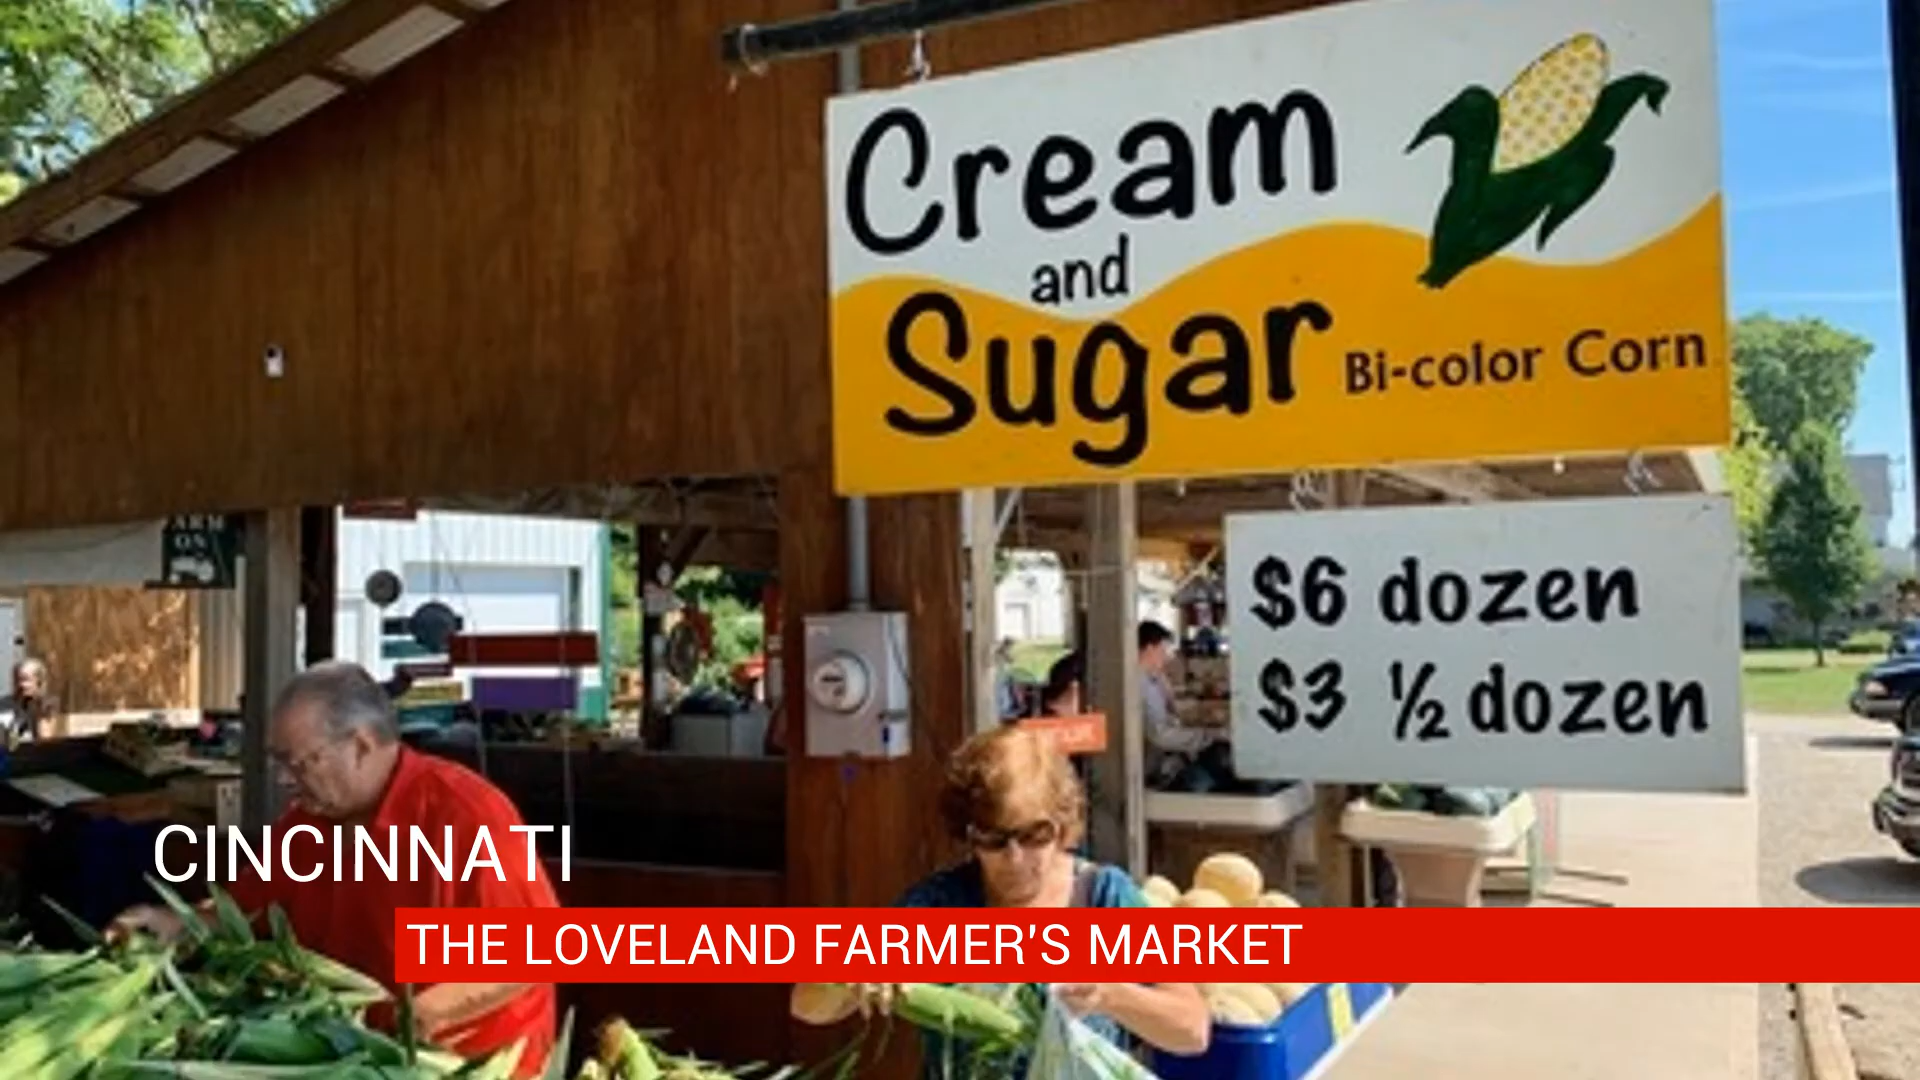 Cream
and
Sugar Bi-color Corn
$6 dozen
$3 ½ dozen
CINCINNATI
THE LOVELAND FARMER'S MARKET